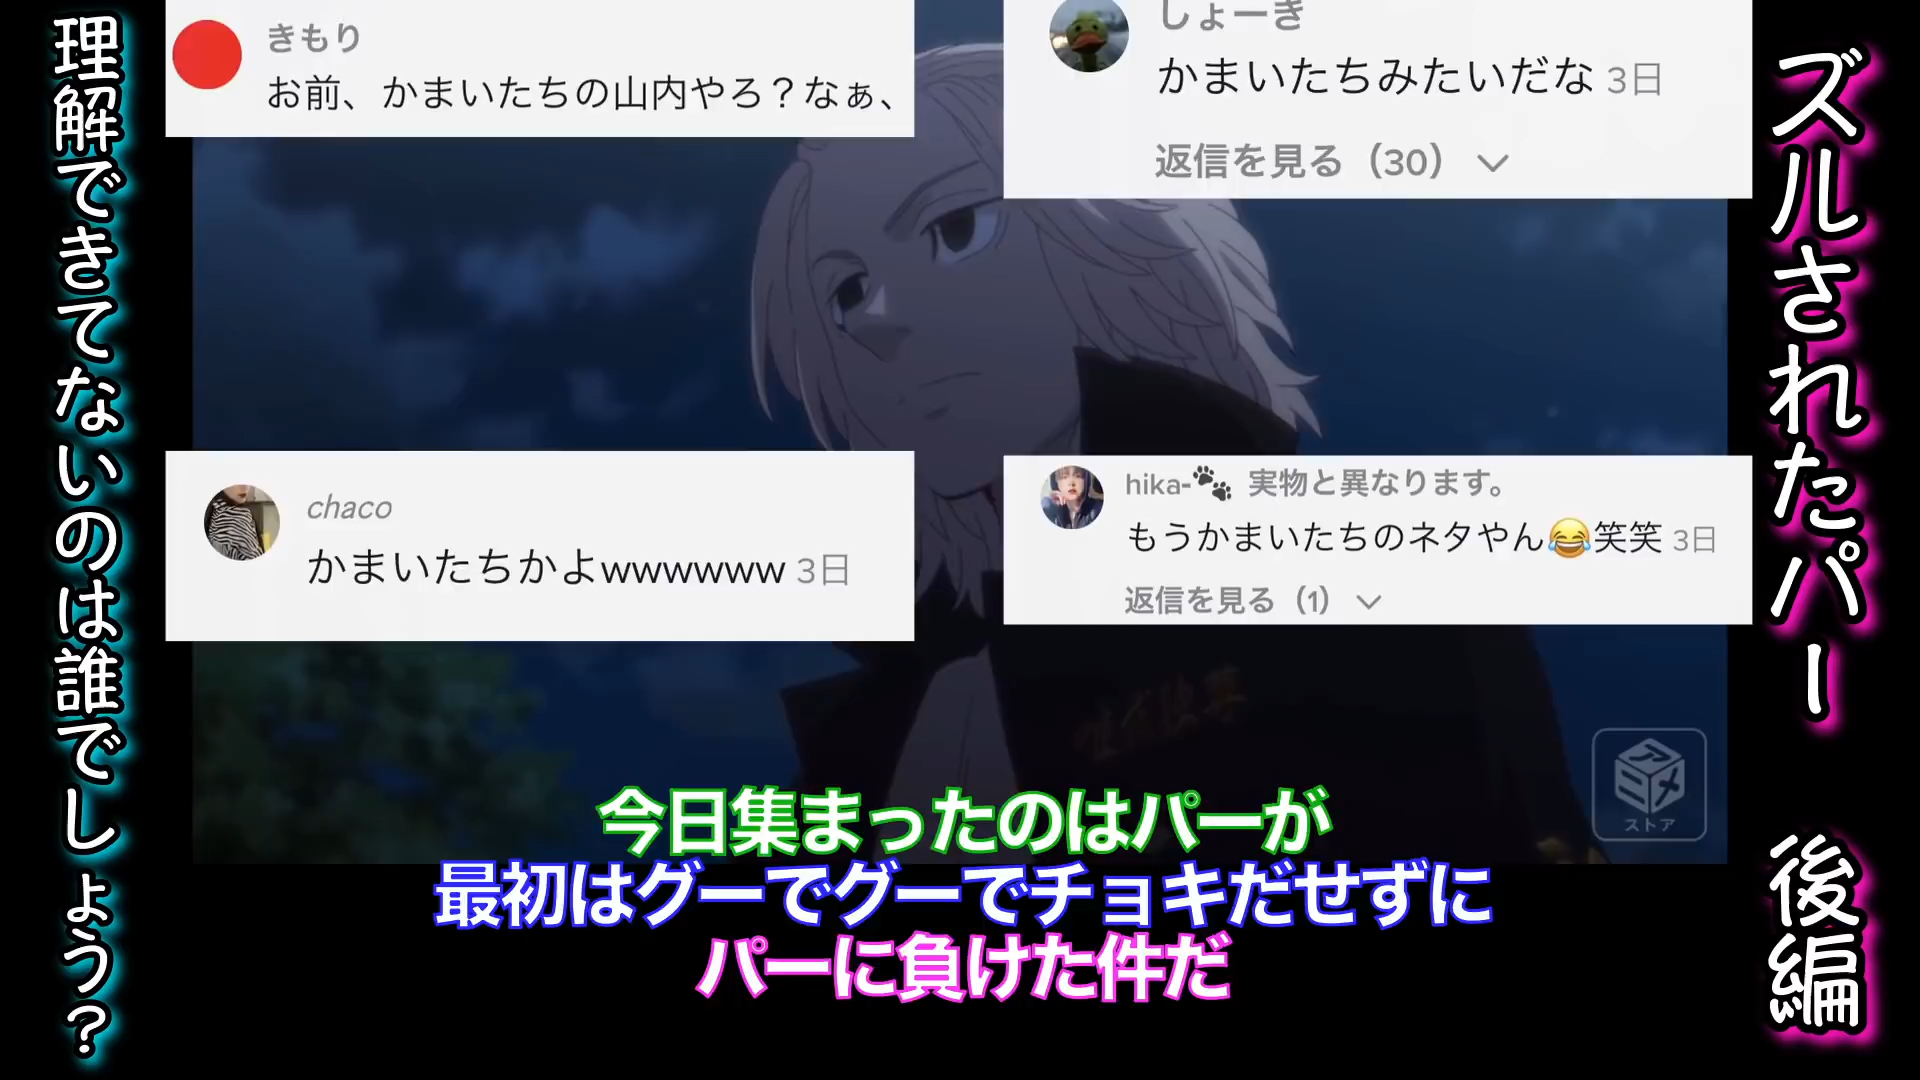 理解できてないのは誰でしょう？
きもり
お前、かまいたちの山内やろ？なぁ、
しょーき
かまいたちみたいだな 3日
返信を見る（30）
ズルされたパー 後編
chaco
かまいたちかよwwwwww 3日
hika-🐾 実物と異なります。
もうかまいたちのネタやん😂笑笑 3日
返信を見る（1）
アニメ
ストア
今日集まったのはパーが
最初はグーでグーでチョキだせずに
パーに負けた件だ